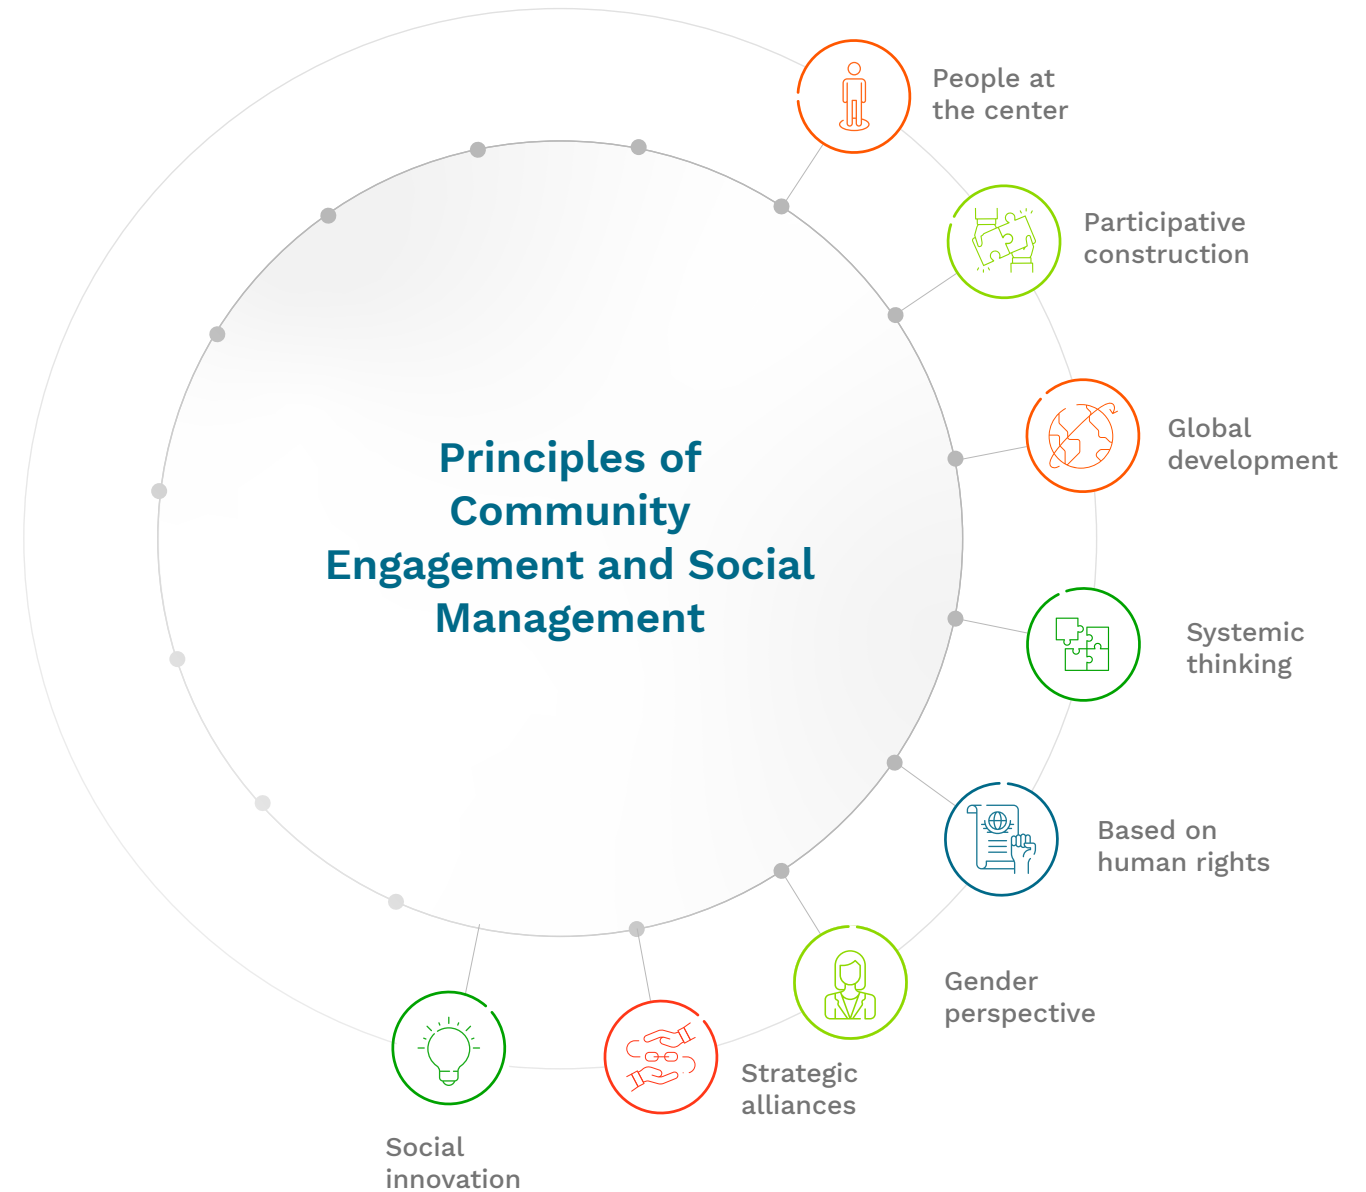 Principles of
Community
Engagement and Social
Management
People at
the center
Participative
construction
Global
development
Systemic
thinking
Based on
human rights
Gender
perspective
Strategic
alliances
Social
innovation